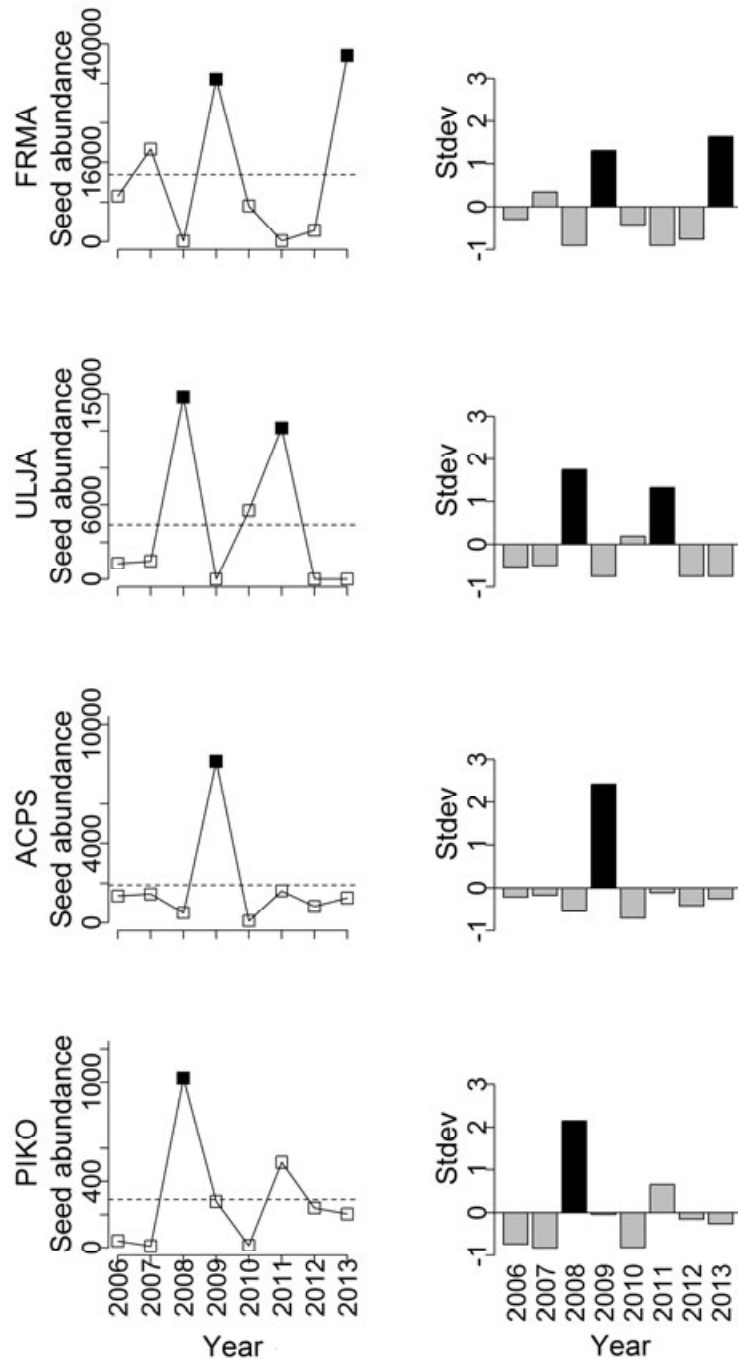 FRMA
Seed abundance
0 16000 40000
Stdev
-1 0 1 2 3
ULJA
Seed abundance
0 6000 15000
Stdev
-1 0 1 2 3
ACPS
Seed abundance
0 4000 10000
Stdev
-1 0 1 2 3
PIKO
Seed abundance
0 400 1000
2006 2007 2008 2009 2010 2011 2012 2013
Year
Stdev
-1 0 1 2 3
2006 2007 2008 2009 2010 2011 2012 2013
Year